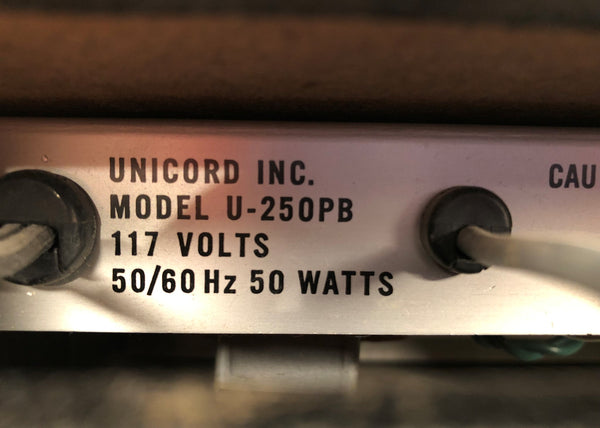 UNICORD INC.
MODEL U-250PB
117 VOLTS
50/60 Hz 50 WATTS
CAU